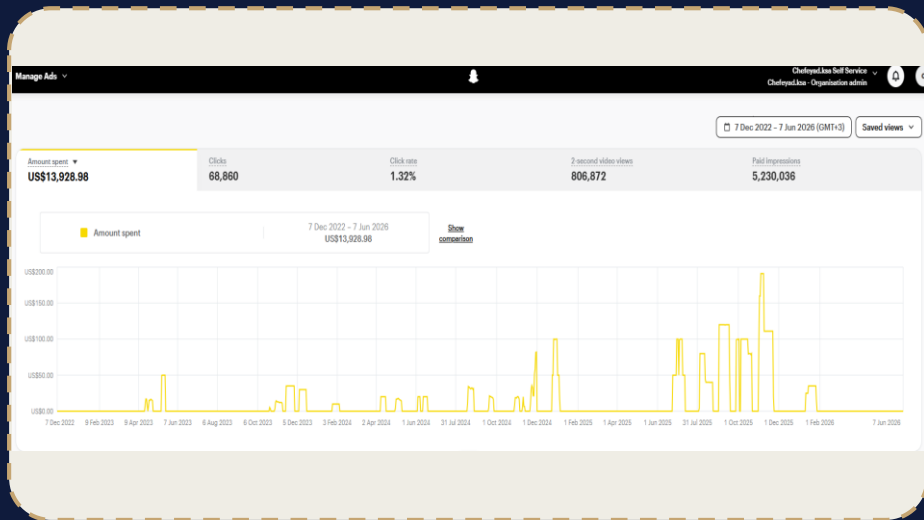 Manage Ads
Chefeyad.ksa Self Service
Chefeyad.ksa - Organisation admin
7 Dec 2022 – 7 Jun 2026 (GMT+3)
Saved views
Amount spent
US$13,928.98
Clicks
68,860
Click rate
1.32%
2-second video views
806,872
Paid impressions
5,230,036
Amount spent
7 Dec 2022 – 7 Jun 2026
US$13,928.98
Show
comparison
US$200.00
US$150.00
US$100.00
US$50.00
US$0.00
7 Dec 2022 9 Feb 2023 9 Apr 2023 7 Jun 2023 6 Aug 2023 6 Oct 2023 5 Dec 2023 3 Feb 2024 2 Apr 2024 1 Jun 2024 31 Jul 2024 1 Oct 2024 1 Dec 2024 1 Feb 2025 1 Apr 2025 1 Jun 2025 31 Jul 2025 1 Oct 2025 1 Dec 2025 1 Feb 2026 7 Jun 2026